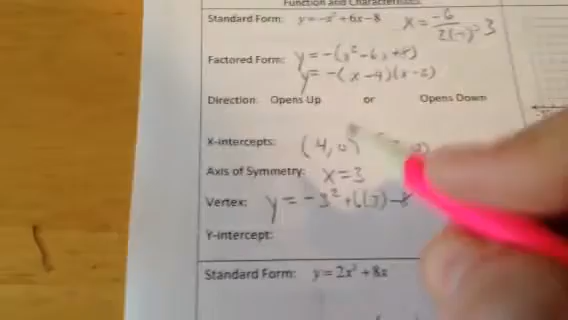 Function and Characteristics
Standard Form: y = -x² + 6x - 8 x = -6/2(-1) = 3
Factored Form: y = -(x² - 6x + 8)
y = -(x - 4)(x - 2)
Direction: Opens Up or Opens Down
X-intercepts: (4, 0)
Axis of Symmetry: x = 3
Vertex: y = -3² + 6(3) - 8
Y-intercept:
Standard Form: y = 2x² + 8x